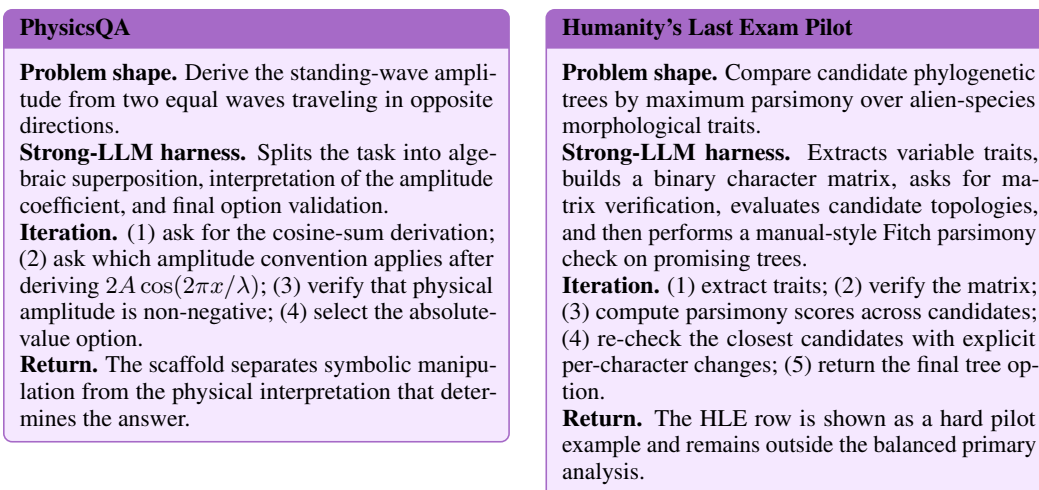 PhysicsQA
Problem shape. Derive the standing-wave ampli-
tude from two equal waves traveling in opposite
directions.
Strong-LLM harness. Splits the task into alge-
braic superposition, interpretation of the amplitude
coefficient, and final option validation.
Iteration. (1) ask for the cosine-sum derivation;
(2) ask which amplitude convention applies after
deriving 2A cos(2πx/λ); (3) verify that physical
amplitude is non-negative; (4) select the absolute-
value option.
Return. The scaffold separates symbolic manipu-
lation from the physical interpretation that deter-
mines the answer.
Humanity's Last Exam Pilot
Problem shape. Compare candidate phylogenetic
trees by maximum parsimony over alien-species
morphological traits.
Strong-LLM harness. Extracts variable traits,
builds a binary character matrix, asks for ma-
trix verification, evaluates candidate topologies,
and then performs a manual-style Fitch parsimony
check on promising trees.
Iteration. (1) extract traits; (2) verify the matrix;
(3) compute parsimony scores across candidates;
(4) re-check the closest candidates with explicit
per-character changes; (5) return the final tree op-
tion.
Return. The HLE row is shown as a hard pilot
example and remains outside the balanced primary
analysis.